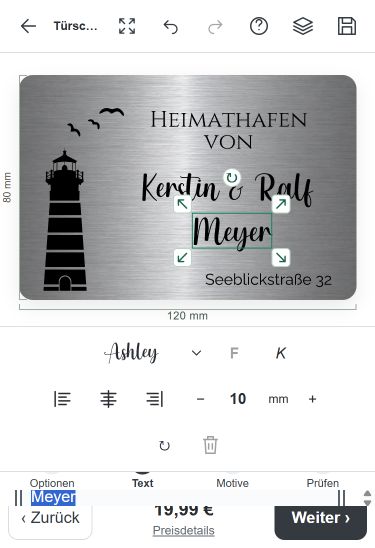 Türsc...
HEIMATHAFEN
VON
Kerstin & Ralf
Meyer
Seeblickstraße 32
80 mm
120 mm
Ashley
F
K
− 10 mm +
Optionen Text Motive Prüfen
Meyer
‹ Zurück
19,99 €
Preisdetails
Weiter ›